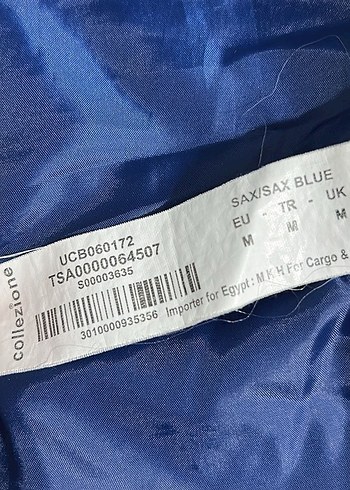 collezione
UCB060172
TSA0000064507
S00003635
3010000935356
SAX/SAX BLUE
EU - TR - UK
M M M
Importer for Egypt : M K H For Cargo &